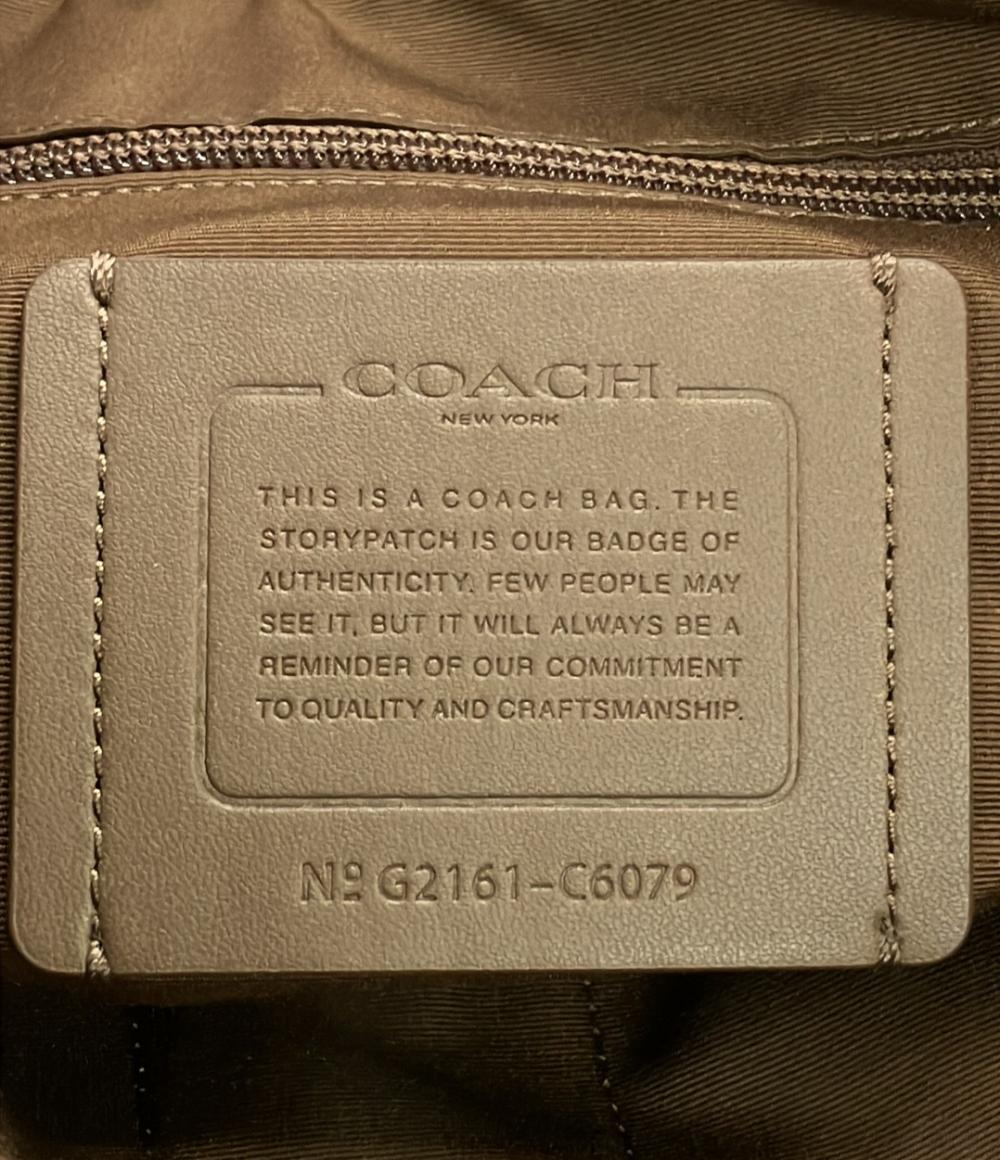 COACH
NEW YORK
THIS IS A COACH BAG. THE
STORYPATCH IS OUR BADGE OF
AUTHENTICITY. FEW PEOPLE MAY
SEE IT, BUT IT WILL ALWAYS BE A
REMINDER OF OUR COMMITMENT
TO QUALITY AND CRAFTSMANSHIP.
Nº G2161-C6079